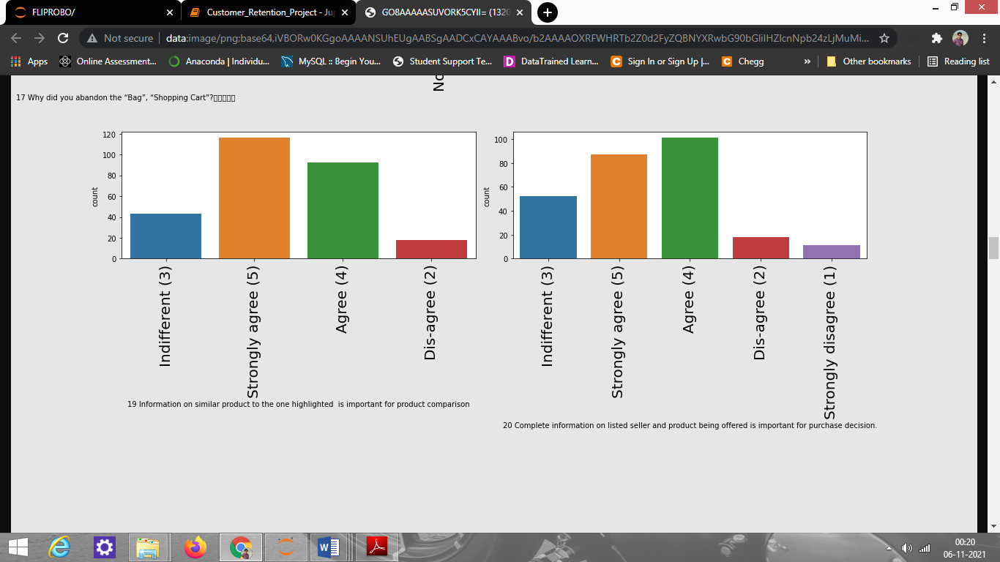 FLIPROBO/
Customer_Retention_Project - Ju
GO8AAAAASUVORK5CYII= (1320
Not secure
data:image/png;base64,iVBORw0KGgoAAAANSUhEUgAABSgAADCxCAYAAABvo/b2AAAAOXRFWHRTb2Z0d2FyZQBNYXRwbG90bGliIHZlcnNpb24zLjMuMi...
Apps
Online Assessment...
Anaconda | Individu...
MySQL :: Begin You...
Student Support Te...
DataTrained Learn...
Sign In or Sign Up |...
Chegg
»
Other bookmarks
Reading list
No
17 Why did you abandon the “Bag”, “Shopping Cart”?
120
100
80
60
40
20
0
count
Indifferent (3)
Strongly agree (5)
Agree (4)
Dis-agree (2)
19 Information on similar product to the one highlighted  is important for product comparison
100
80
60
40
20
0
count
Indifferent (3)
Strongly agree (5)
Agree (4)
Dis-agree (2)
Strongly disagree (1)
20 Complete information on listed seller and product being offered is important for purchase decision.
00:20
06-11-2021